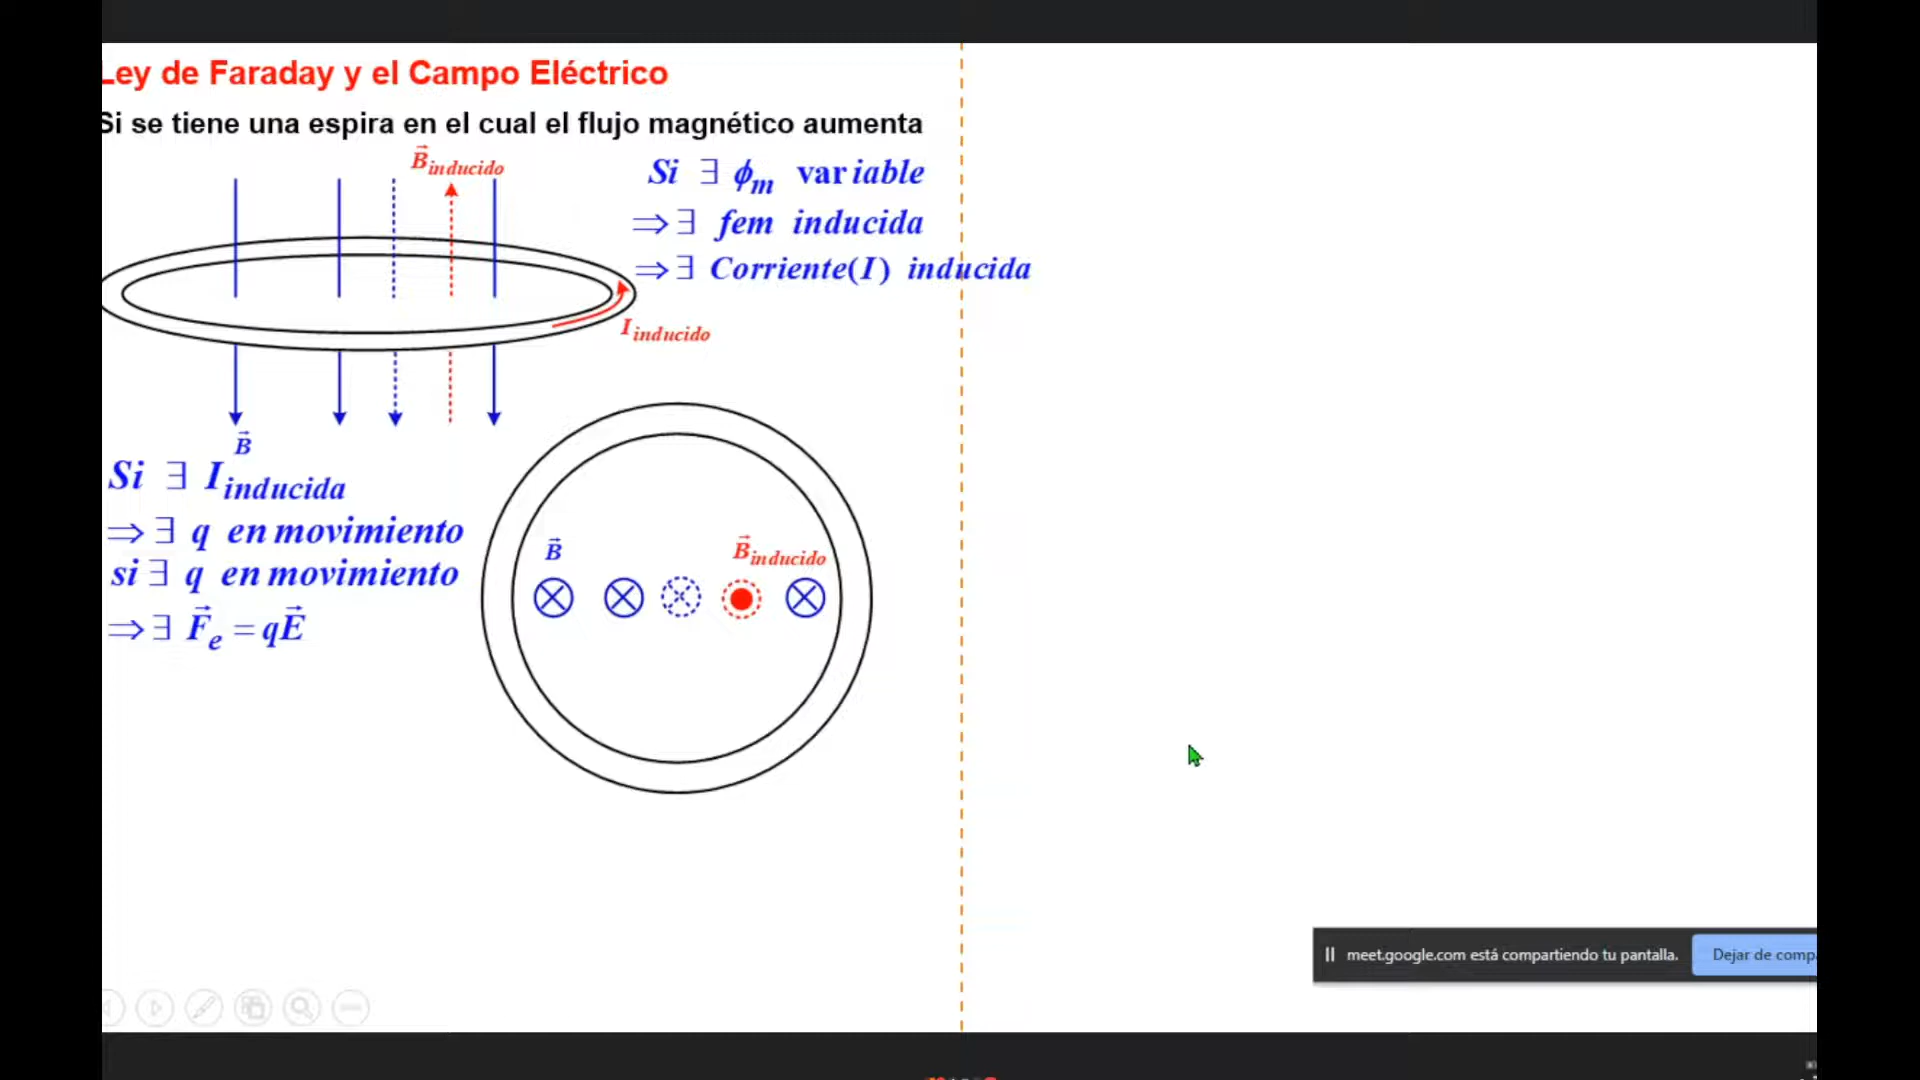 Ley de Faraday y el Campo Eléctrico
Si se tiene una espira en el cual el flujo magnético aumenta
B⃗inducido
Si ∃ ϕm variable
⇒∃ fem inducida
⇒∃ Corriente(I) inducida
I inducido
B⃗
Si ∃ I inducida
⇒∃ q en movimiento
si ∃ q en movimiento
⇒∃ F⃗e = qE⃗
B⃗
B⃗inducido
meet.google.com está compartiendo tu pantalla.
Dejar de comp